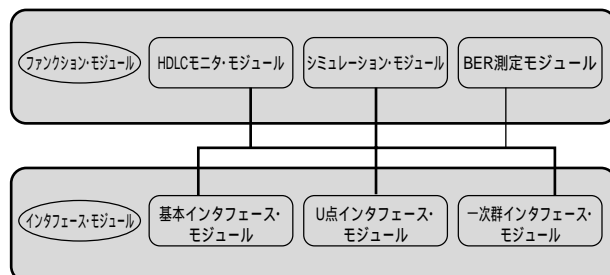 ファンクション・モジュール
HDLCモニタ・モジュール
シミュレーション・モジュール
BER測定モジュール
インタフェース・モジュール
基本インタフェース・
モジュール
U点インタフェース・
モジュール
一次群インタフェース・
モジュール